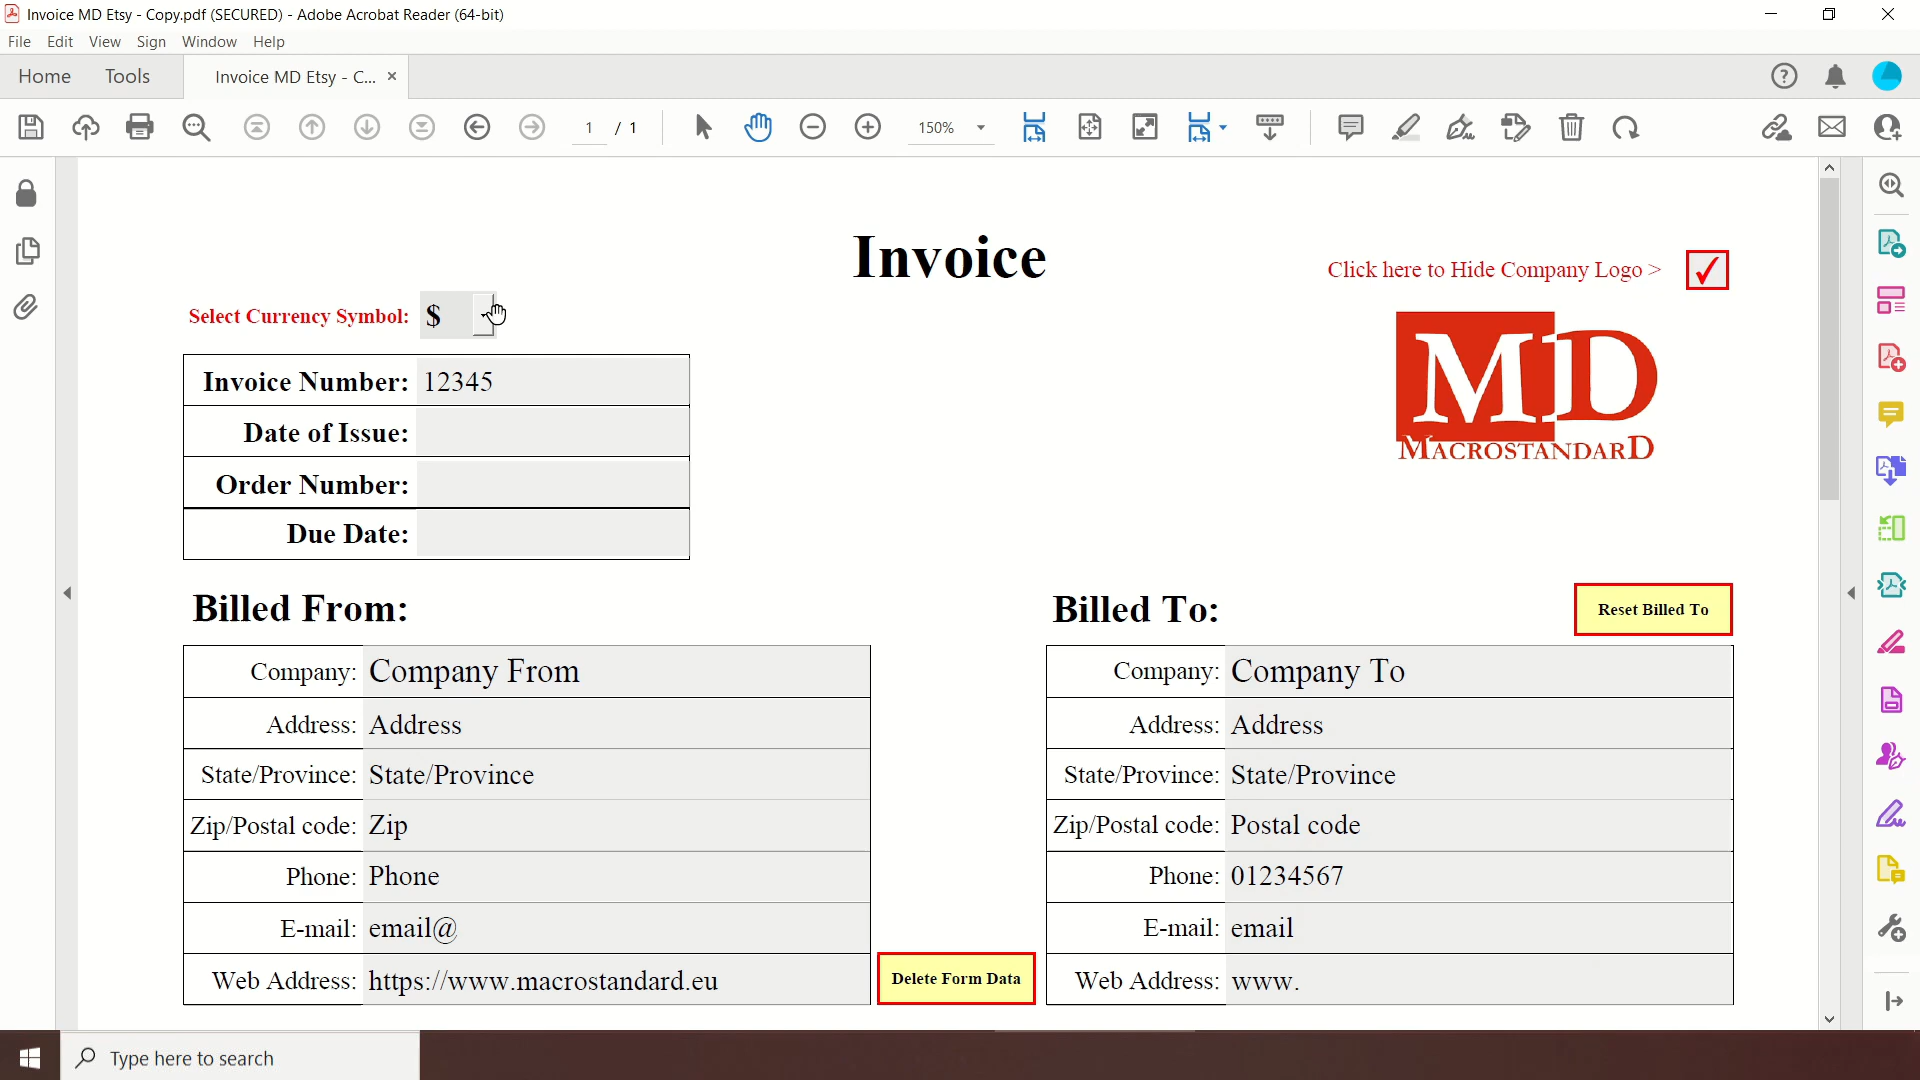 Invoice MD Etsy - Copy.pdf (SECURED) - Adobe Acrobat Reader (64-bit)
File Edit View Sign Window Help
Home Tools Invoice MD Etsy - C... ×
1 / 1 150%
Invoice
Click here to Hide Company Logo >
Select Currency Symbol: $
MD
MACROSTANDARD
Invoice Number: 12345
Date of Issue:
Order Number:
Due Date:
Billed From:
Company: Company From
Address: Address
State/Province: State/Province
Zip/Postal code: Zip
Phone: Phone
E-mail: email@
Web Address: https://www.macrostandard.eu
Delete Form Data
Billed To:
Reset Billed To
Company: Company To
Address: Address
State/Province: State/Province
Zip/Postal code: Postal code
Phone: 01234567
E-mail: email
Web Address: www.
Type here to search